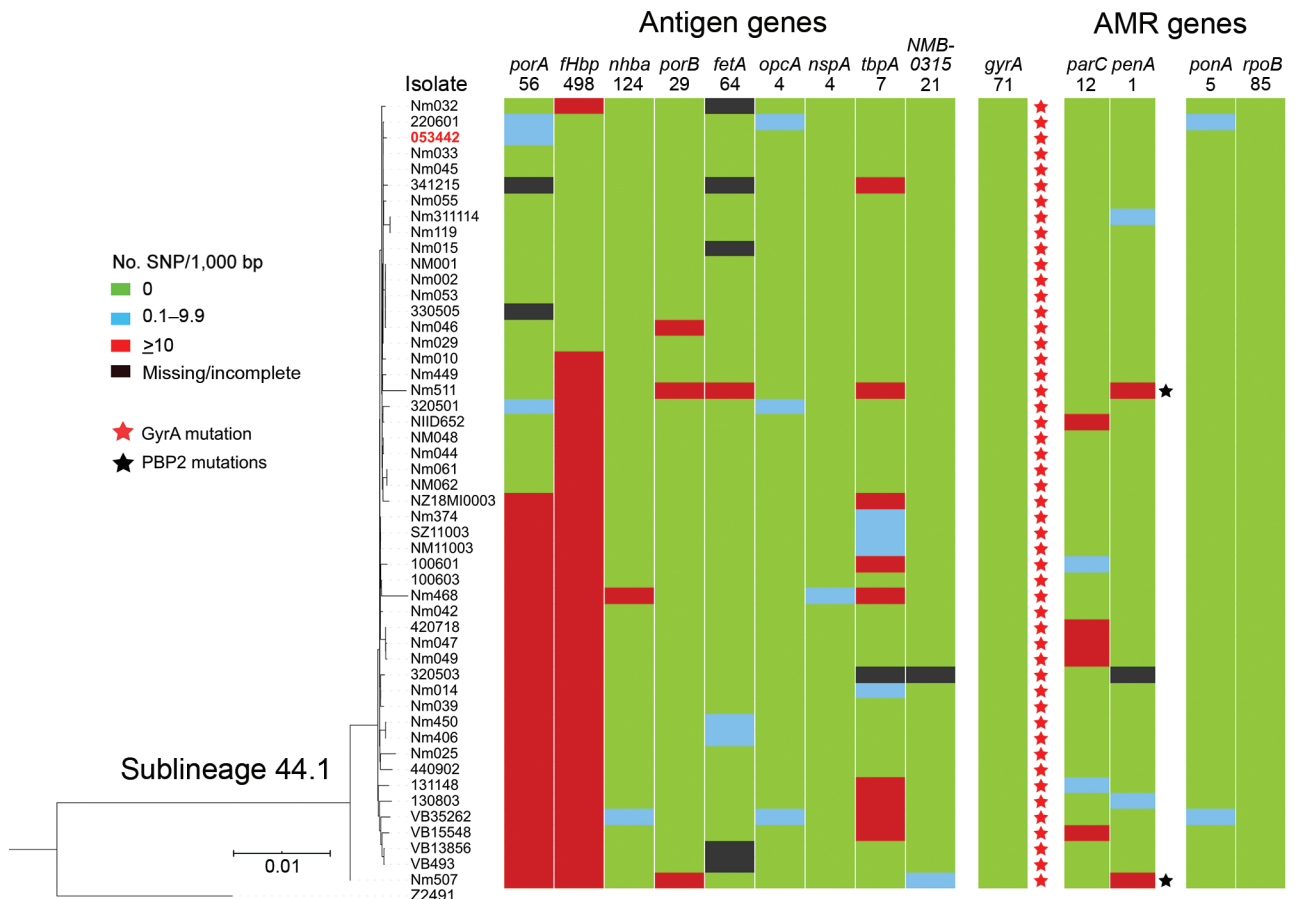 Antigen genes
AMR genes
porA fHbp nhba porB fetA opcA nspA tbpA NMB-0315 gyrA parC penA ponA rpoB
Isolate 56 498 124 29 64 4 4 7 21 71 12 1 5 85
Nm032
220601
053442
Nm033
Nm045
341215
Nm055
Nm311114
Nm119
Nm015
NM001
Nm002
Nm053
330505
Nm046
Nm029
Nm010
Nm449
Nm511
320501
NIID652
NM048
Nm044
Nm061
NM062
NZ18MI0003
Nm374
SZ11003
NM11003
100601
100603
Nm468
Nm042
420718
Nm047
Nm049
320503
Nm014
Nm039
Nm450
Nm406
Nm025
440902
131148
130803
VB35262
VB15548
VB13856
VB493
Nm507
Z2491
No. SNP/1,000 bp
0
0.1–9.9
≥10
Missing/incomplete
GyrA mutation
PBP2 mutations
Sublineage 44.1
0.01